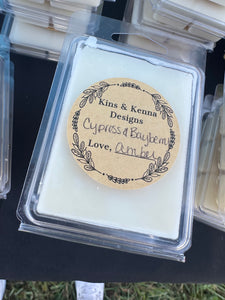 Kins & Kenna
Designs
Cypress & Bayberry
Love, Amber